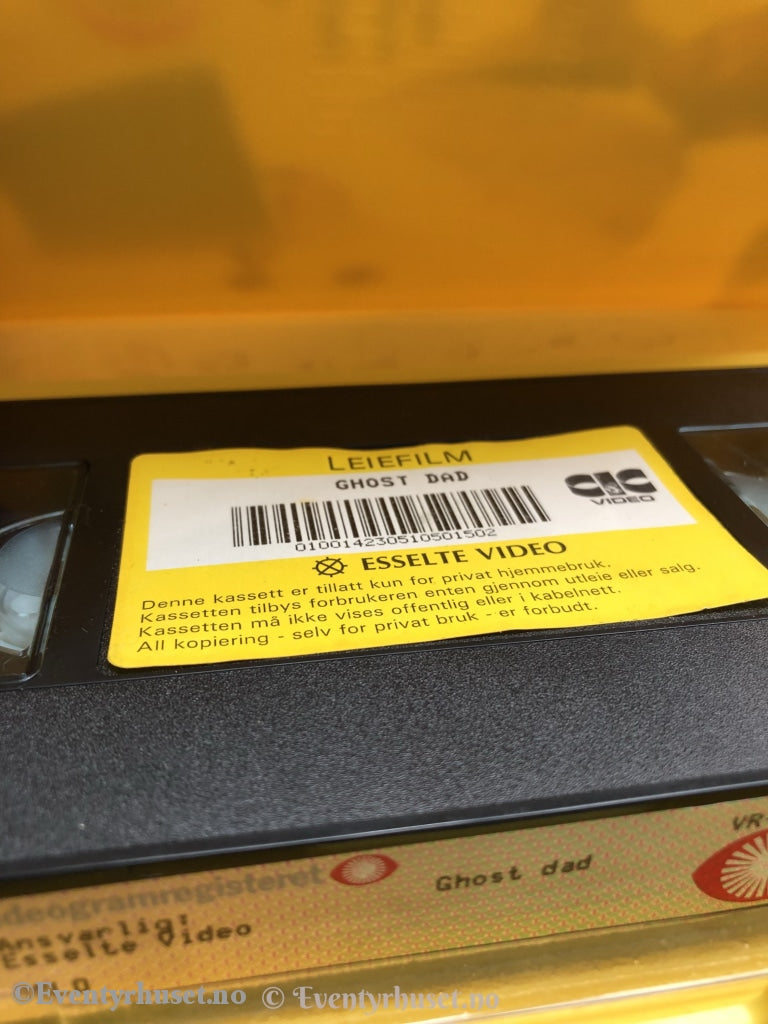 LEIEFILM
GHOST DAD
CIC
VIDEO
010014230510501502
ESSELTE VIDEO
Denne kassett er tillatt kun for privat hjemmebruk.
Kassetten tilbys forbrukeren enten gjennom utleie eller salg.
Kassetten må ikke vises offentlig eller i kabelnett.
All kopiering - selv for privat bruk - er forbudt.
VR-
Ghost dad
deogramregisteret
Ansvarlig:
Esselte Video
©Eventyrhuset.no © Eventyrhuset.no